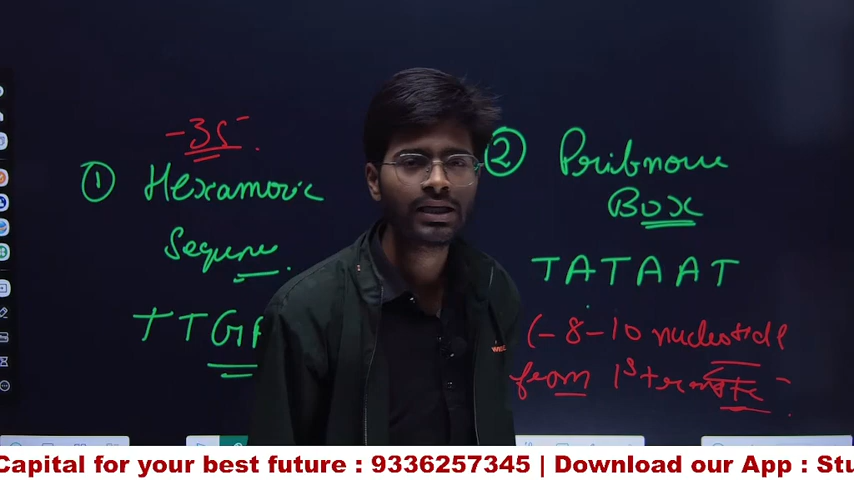 -35
① Hexamoric
Sequence
TTGA
② Pribnow
Box
TATAAT
(-8-10 nucleotide
from 1st
Capital for your best future : 9336257345 | Download our App : Stu